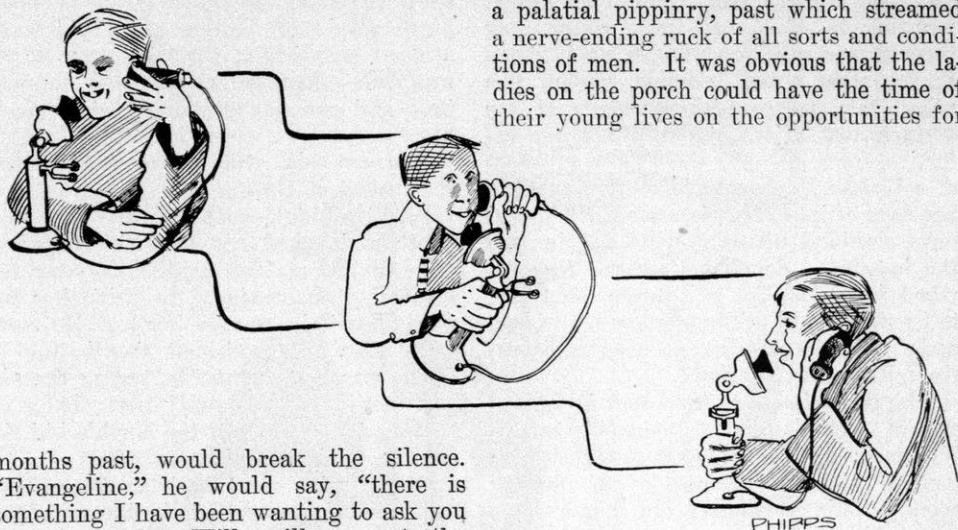 a palatial pippinry, past which streamed
a nerve-ending ruck of all sorts and condi-
tions of men. It was obvious that the la-
dies on the porch could have the time of
their young lives on the opportunities for
months past, would break the silence.
“Evangeline,” he would say, “there is
something I have been wanting to ask you
PHIPPS